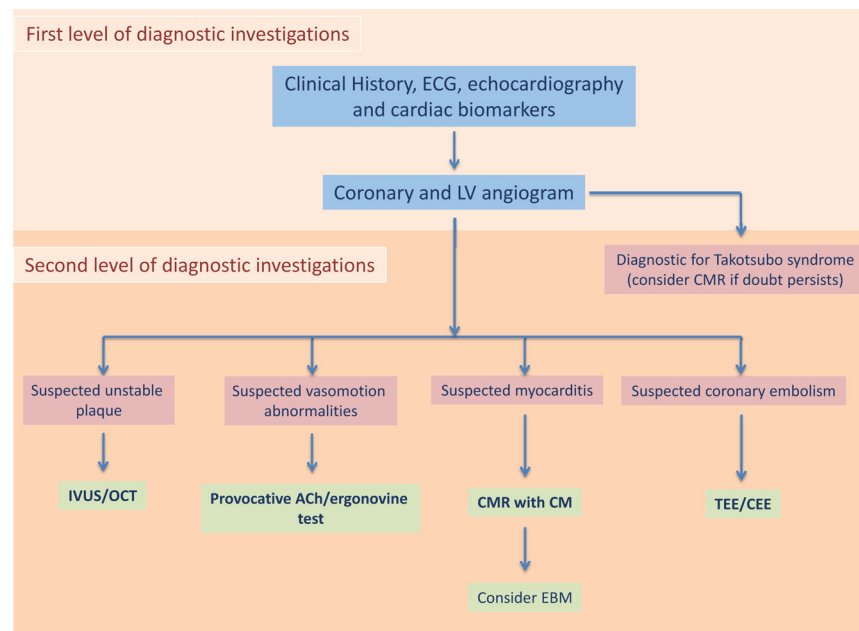 First level of diagnostic investigations
Clinical History, ECG, echocardiography
and cardiac biomarkers
Coronary and LV angiogram
Second level of diagnostic investigations
Diagnostic for Takotsubo syndrome
(consider CMR if doubt persists)
Suspected unstable
plaque
Suspected vasomotion
abnormalities
Suspected myocarditis
Suspected coronary embolism
IVUS/OCT
Provocative ACh/ergonovine
test
CMR with CM
TEE/CEE
Consider EBM